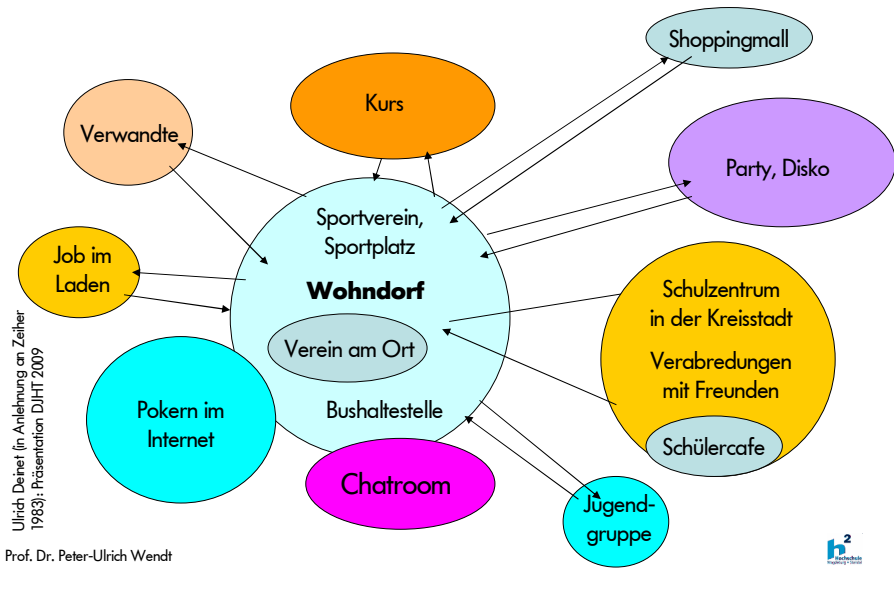 Shoppingmall
Kurs
Verwandte
Party, Disko
Sportverein,
Sportplatz
Wohndorf
Verein am Ort
Bushaltestelle
Job im
Laden
Schulzentrum
in der Kreisstadt
Verabredungen
mit Freunden
Schülercafe
Pokern im
Internet
Chatroom
Jugend-
gruppe
Ulrich Deinet (in Anlehnung an Zeiher
1983): Präsentation DJHT 2009
Prof. Dr. Peter-Ulrich Wendt
h2
Hochschule
Magdeburg • Stendal